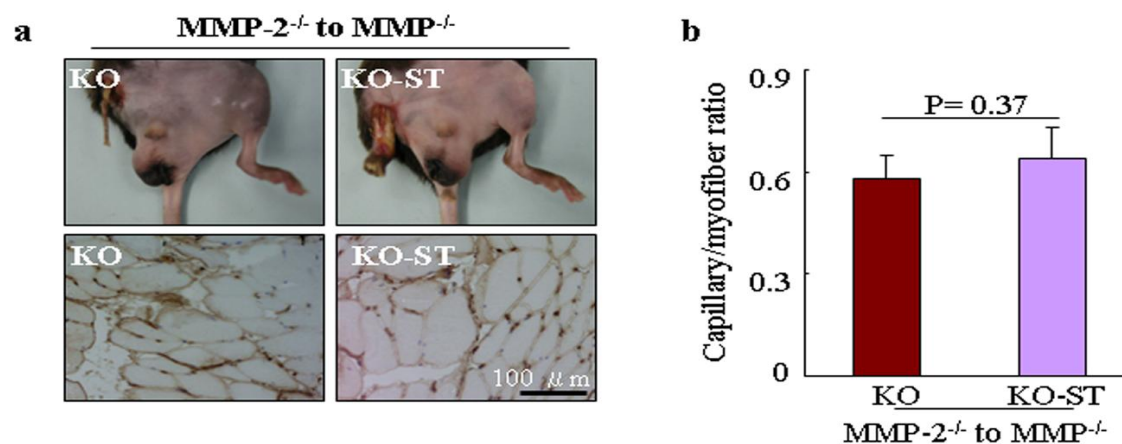 a
MMP-2⁻/⁻ to MMP⁻/⁻
KO
KO-ST
KO
KO-ST
100 μm
b
Capillary/myofiber ratio
0.9
0.6
0.3
0
P= 0.37
KO
KO-ST
MMP-2⁻/⁻ to MMP⁻/⁻